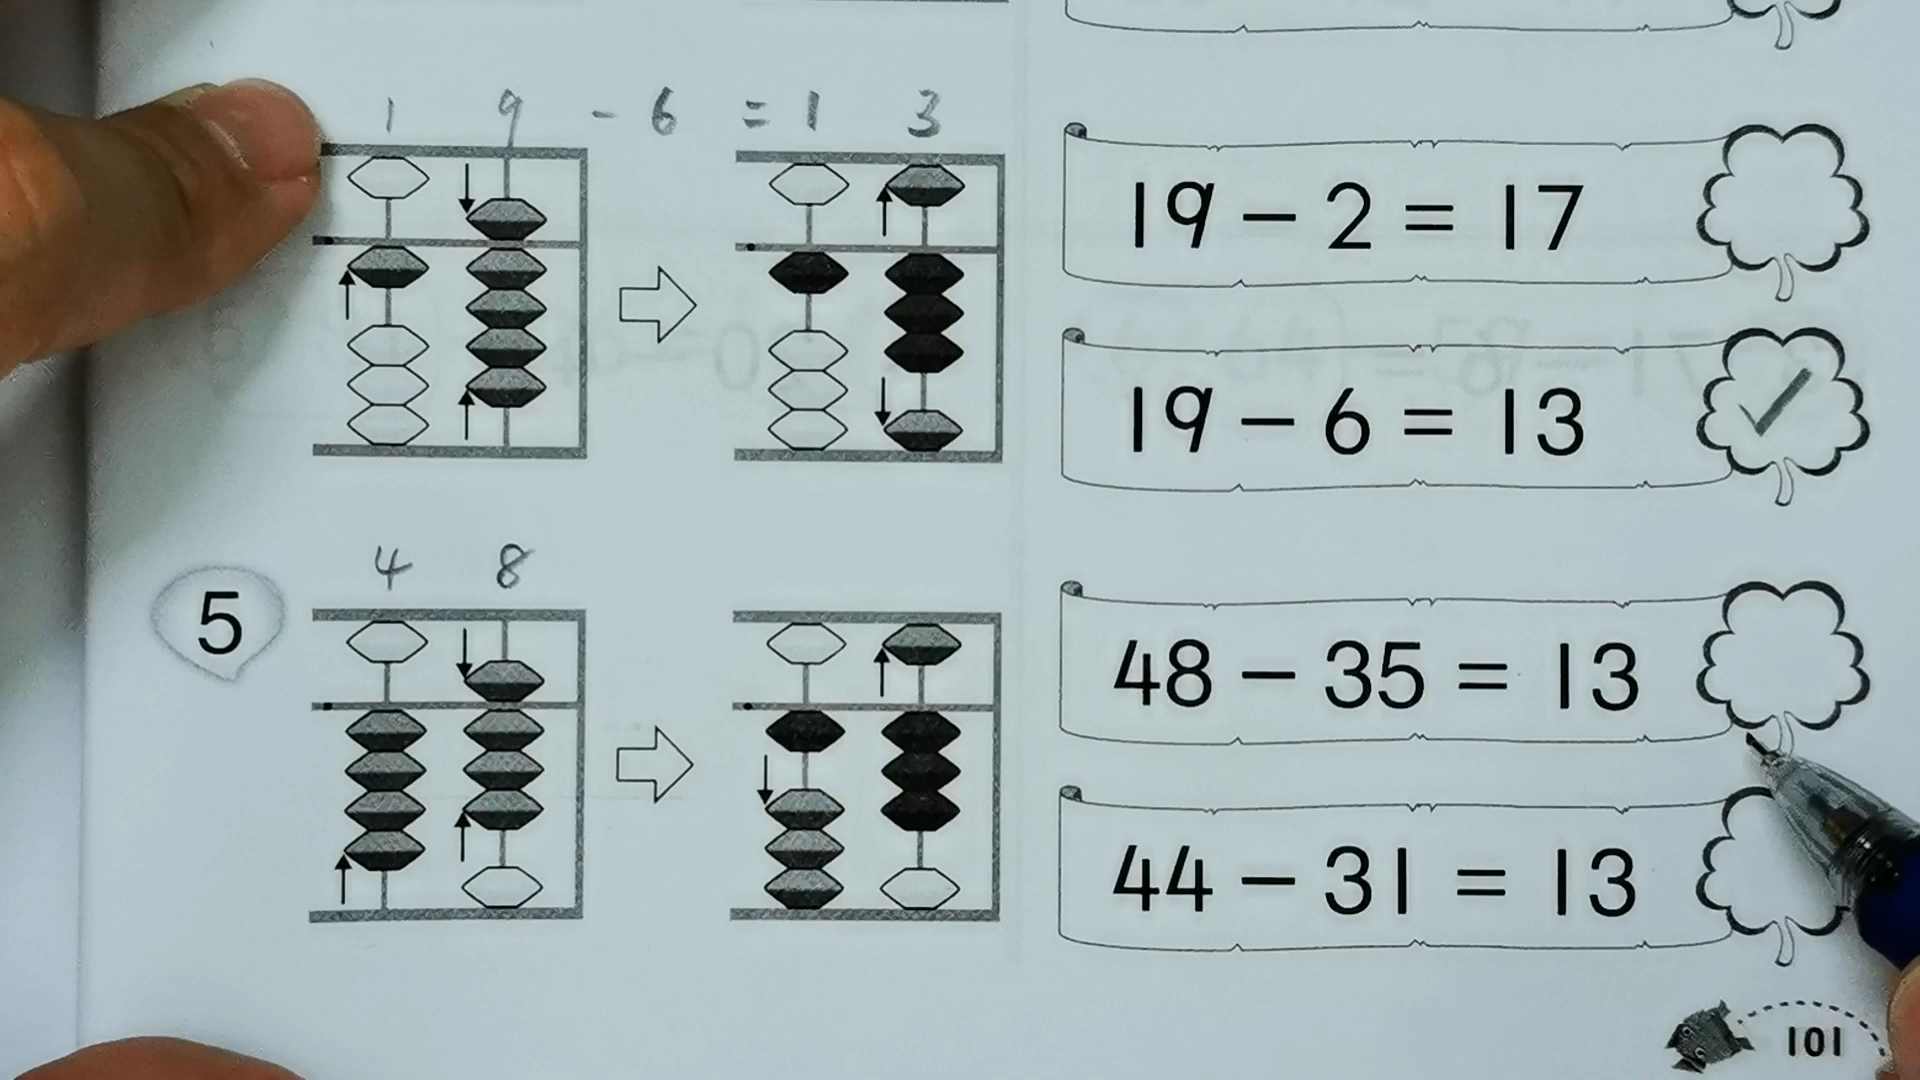 1 9 - 6 = 1 3
19 − 2 = 17
19 − 6 = 13
5
4 8
48 − 35 = 13
44 − 31 = 13
101